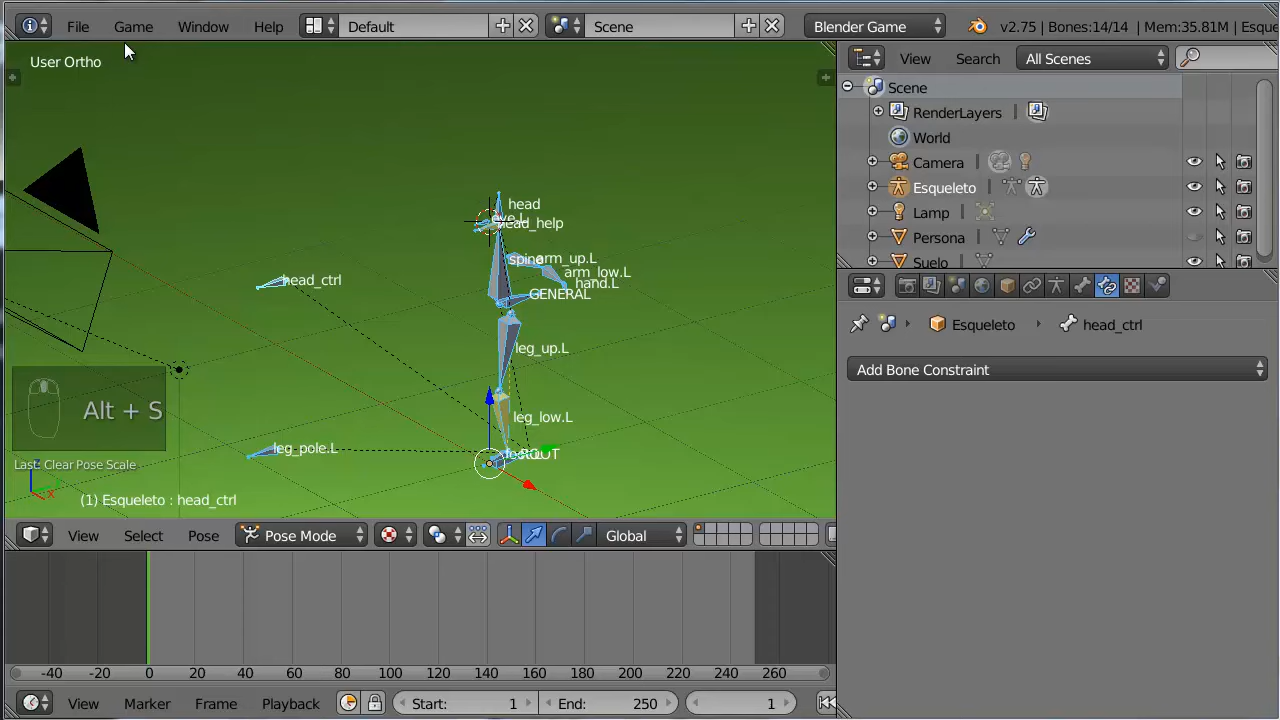 File Game Window Help Default Scene Blender Game v2.75 | Bones:14/14 | Mem:35.81M | Esque
User Ortho
View Search All Scenes
Scene
RenderLayers
World
Camera
Esqueleto
Lamp
Persona
Suelo
head
eye.L
head_help
spine
arm_up.L
arm_low.L
hand.L
GENERAL
head_ctrl
leg_up.L
leg_low.L
leg_pole.L
Esqueleto head_ctrl
Add Bone Constraint
Alt + S
Last: Clear Pose Scale
z
x
(1) Esqueleto : head_ctrl
View Select Pose Pose Mode Global
-40 -20 0 20 40 60 80 100 120 140 160 180 200 220 240 260
View Marker Frame Playback Start: 1 End: 250 1